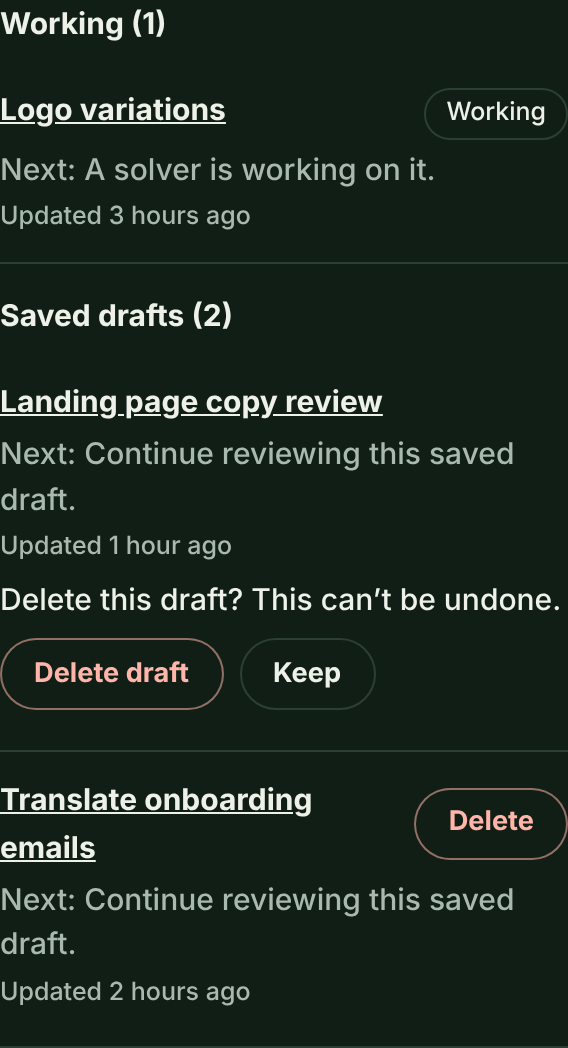 Working (1)
Logo variations
Working
Next: A solver is working on it.
Updated 3 hours ago
Saved drafts (2)
Landing page copy review
Next: Continue reviewing this saved
draft.
Updated 1 hour ago
Delete this draft? This can’t be undone.
Delete draft
Keep
Translate onboarding
emails
Delete
Next: Continue reviewing this saved
draft.
Updated 2 hours ago